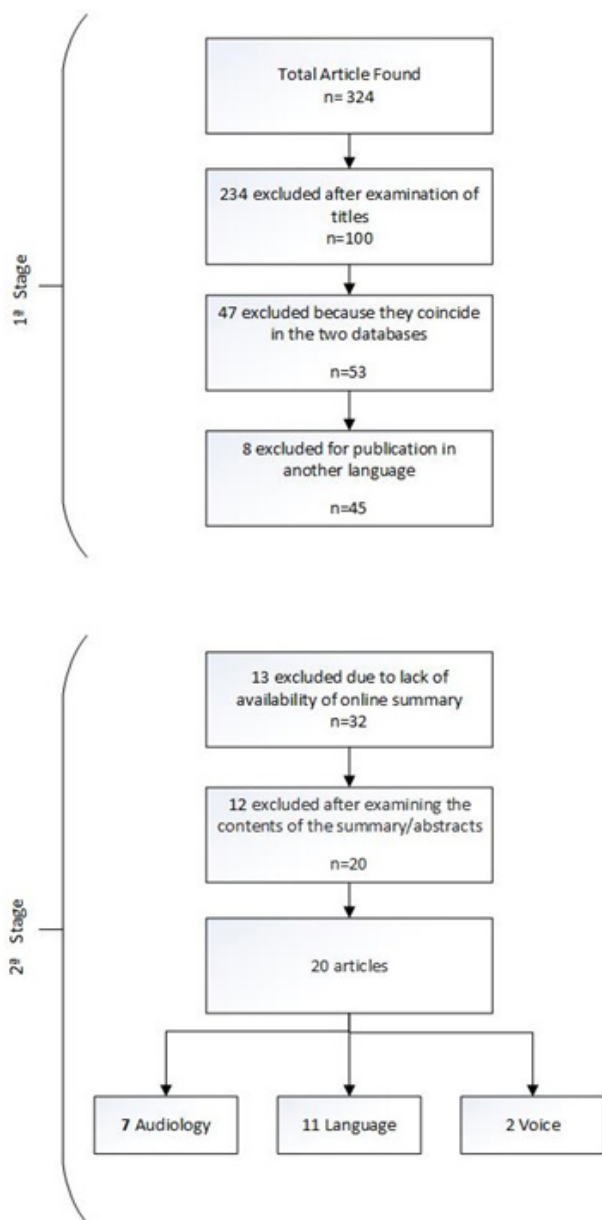 Total Article Found
n= 324
234 excluded after examination of
titles
n=100
47 excluded because they coincide
in the two databases
n=53
8 excluded for publication in
another language
n=45
1ª Stage
13 excluded due to lack of
availability of online summary
n=32
12 excluded after examining the
contents of the summary/abstracts
n=20
20 articles
7 Audiology
11 Language
2 Voice
2ª Stage